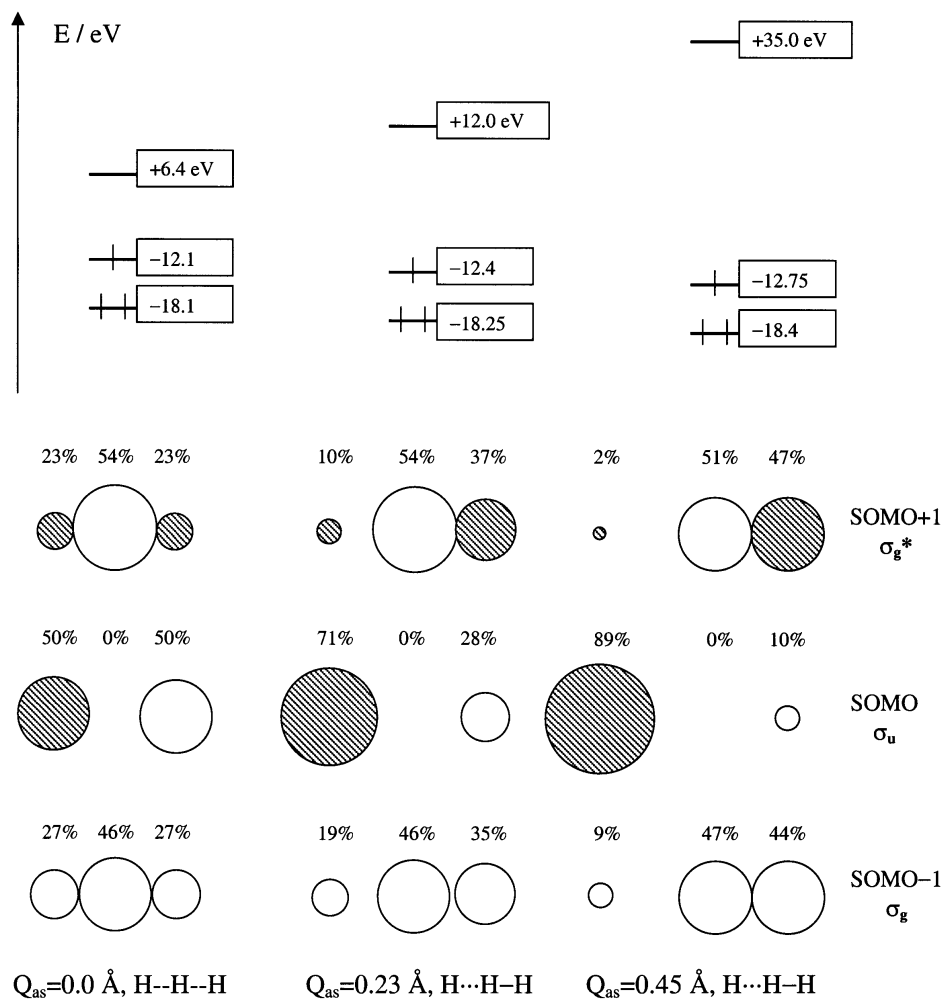 E / eV
+35.0 eV
+12.0 eV
+6.4 eV
−12.1
−12.4
−12.75
−18.1
−18.25
−18.4
23% 54% 23% 10% 54% 37% 2% 51% 47%
SOMO+1
σg*
50% 0% 50% 71% 0% 28% 89% 0% 10%
SOMO
σu
27% 46% 27% 19% 46% 35% 9% 47% 44%
SOMO−1
σg
Qas=0.0 Å, H--H--H Qas=0.23 Å, H···H−H Qas=0.45 Å, H···H−H